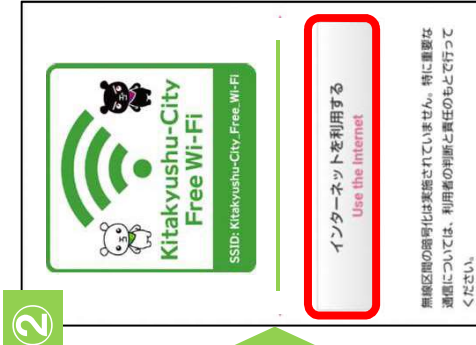 ②
Kitakyushu-City
Free Wi-Fi
SSID: Kitakyushu-City_Free_Wi-Fi
インターネットを利用する
Use the Internet
無線区間の暗号化は実施されていません。特に重要な
通信については、利用者の判断と責任のもとで行って
ください。